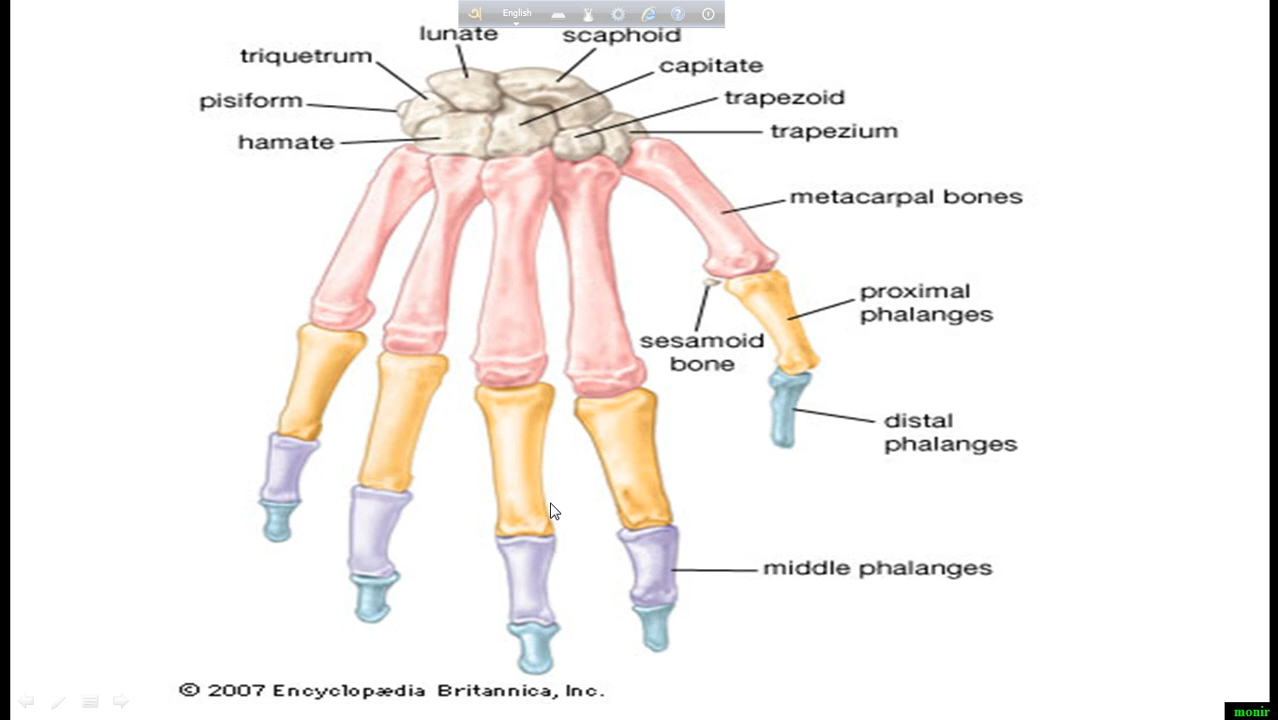 অ English
lunate
scaphoid
triquetrum
capitate
pisiform
trapezoid
hamate
trapezium
metacarpal bones
proximal
phalanges
sesamoid
bone
distal
phalanges
middle phalanges
© 2007 Encyclopædia Britannica, Inc.
monir